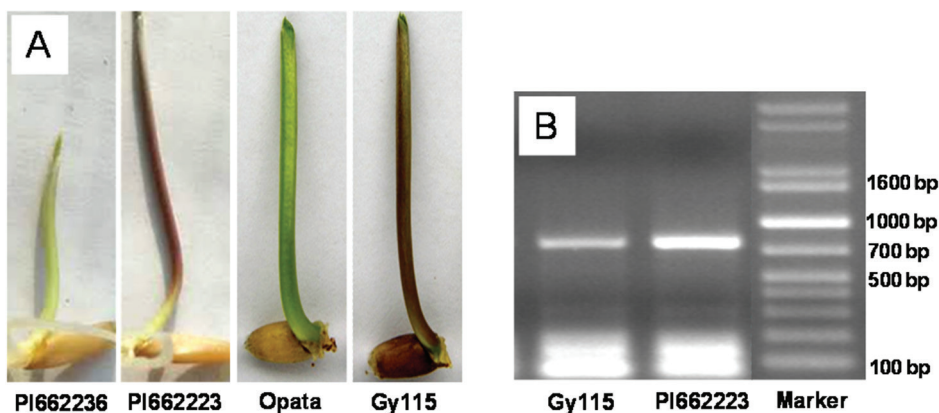 A
PI662236 PI662223 Opata Gy115
B
1600 bp
1000 bp
700 bp
500 bp
100 bp
Gy115 PI662223 Marker